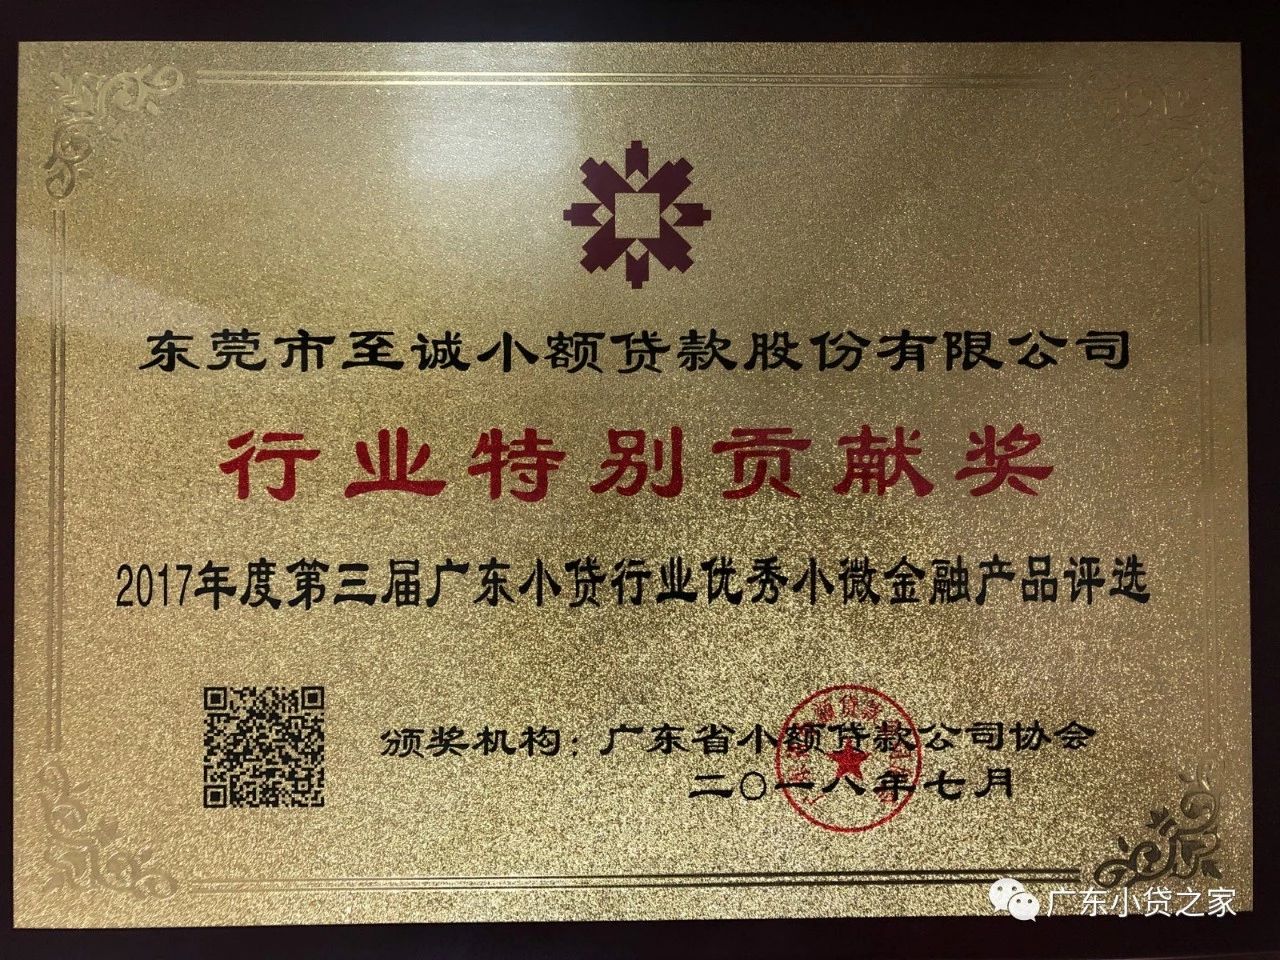 东莞市至诚小额贷款股份有限公司
行业特别贡献奖
2017年度第三届广东小贷行业优秀小微金融产品评选
颁奖机构：广东省小额贷款公司协会
二〇一八年七月
广东小贷之家